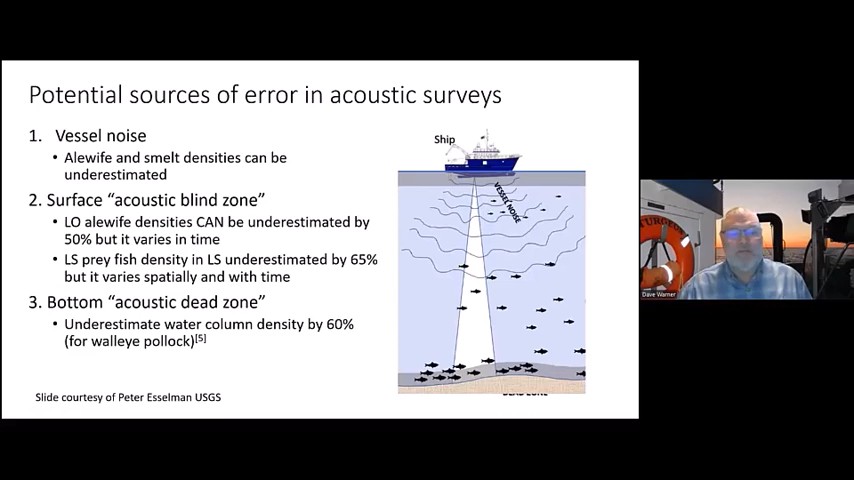 Potential sources of error in acoustic surveys
1. Vessel noise
• Alewife and smelt densities can be
underestimated
2. Surface “acoustic blind zone”
• LO alewife densities CAN be underestimated by
50% but it varies in time
• LS prey fish density in LS underestimated by 65%
but it varies spatially and with time
3. Bottom “acoustic dead zone”
• Underestimate water column density by 60%
(for walleye pollock)[5]
Slide courtesy of Peter Esselman USGS
Ship
VESSEL NOISE
DEAD ZONE
Dave Warner